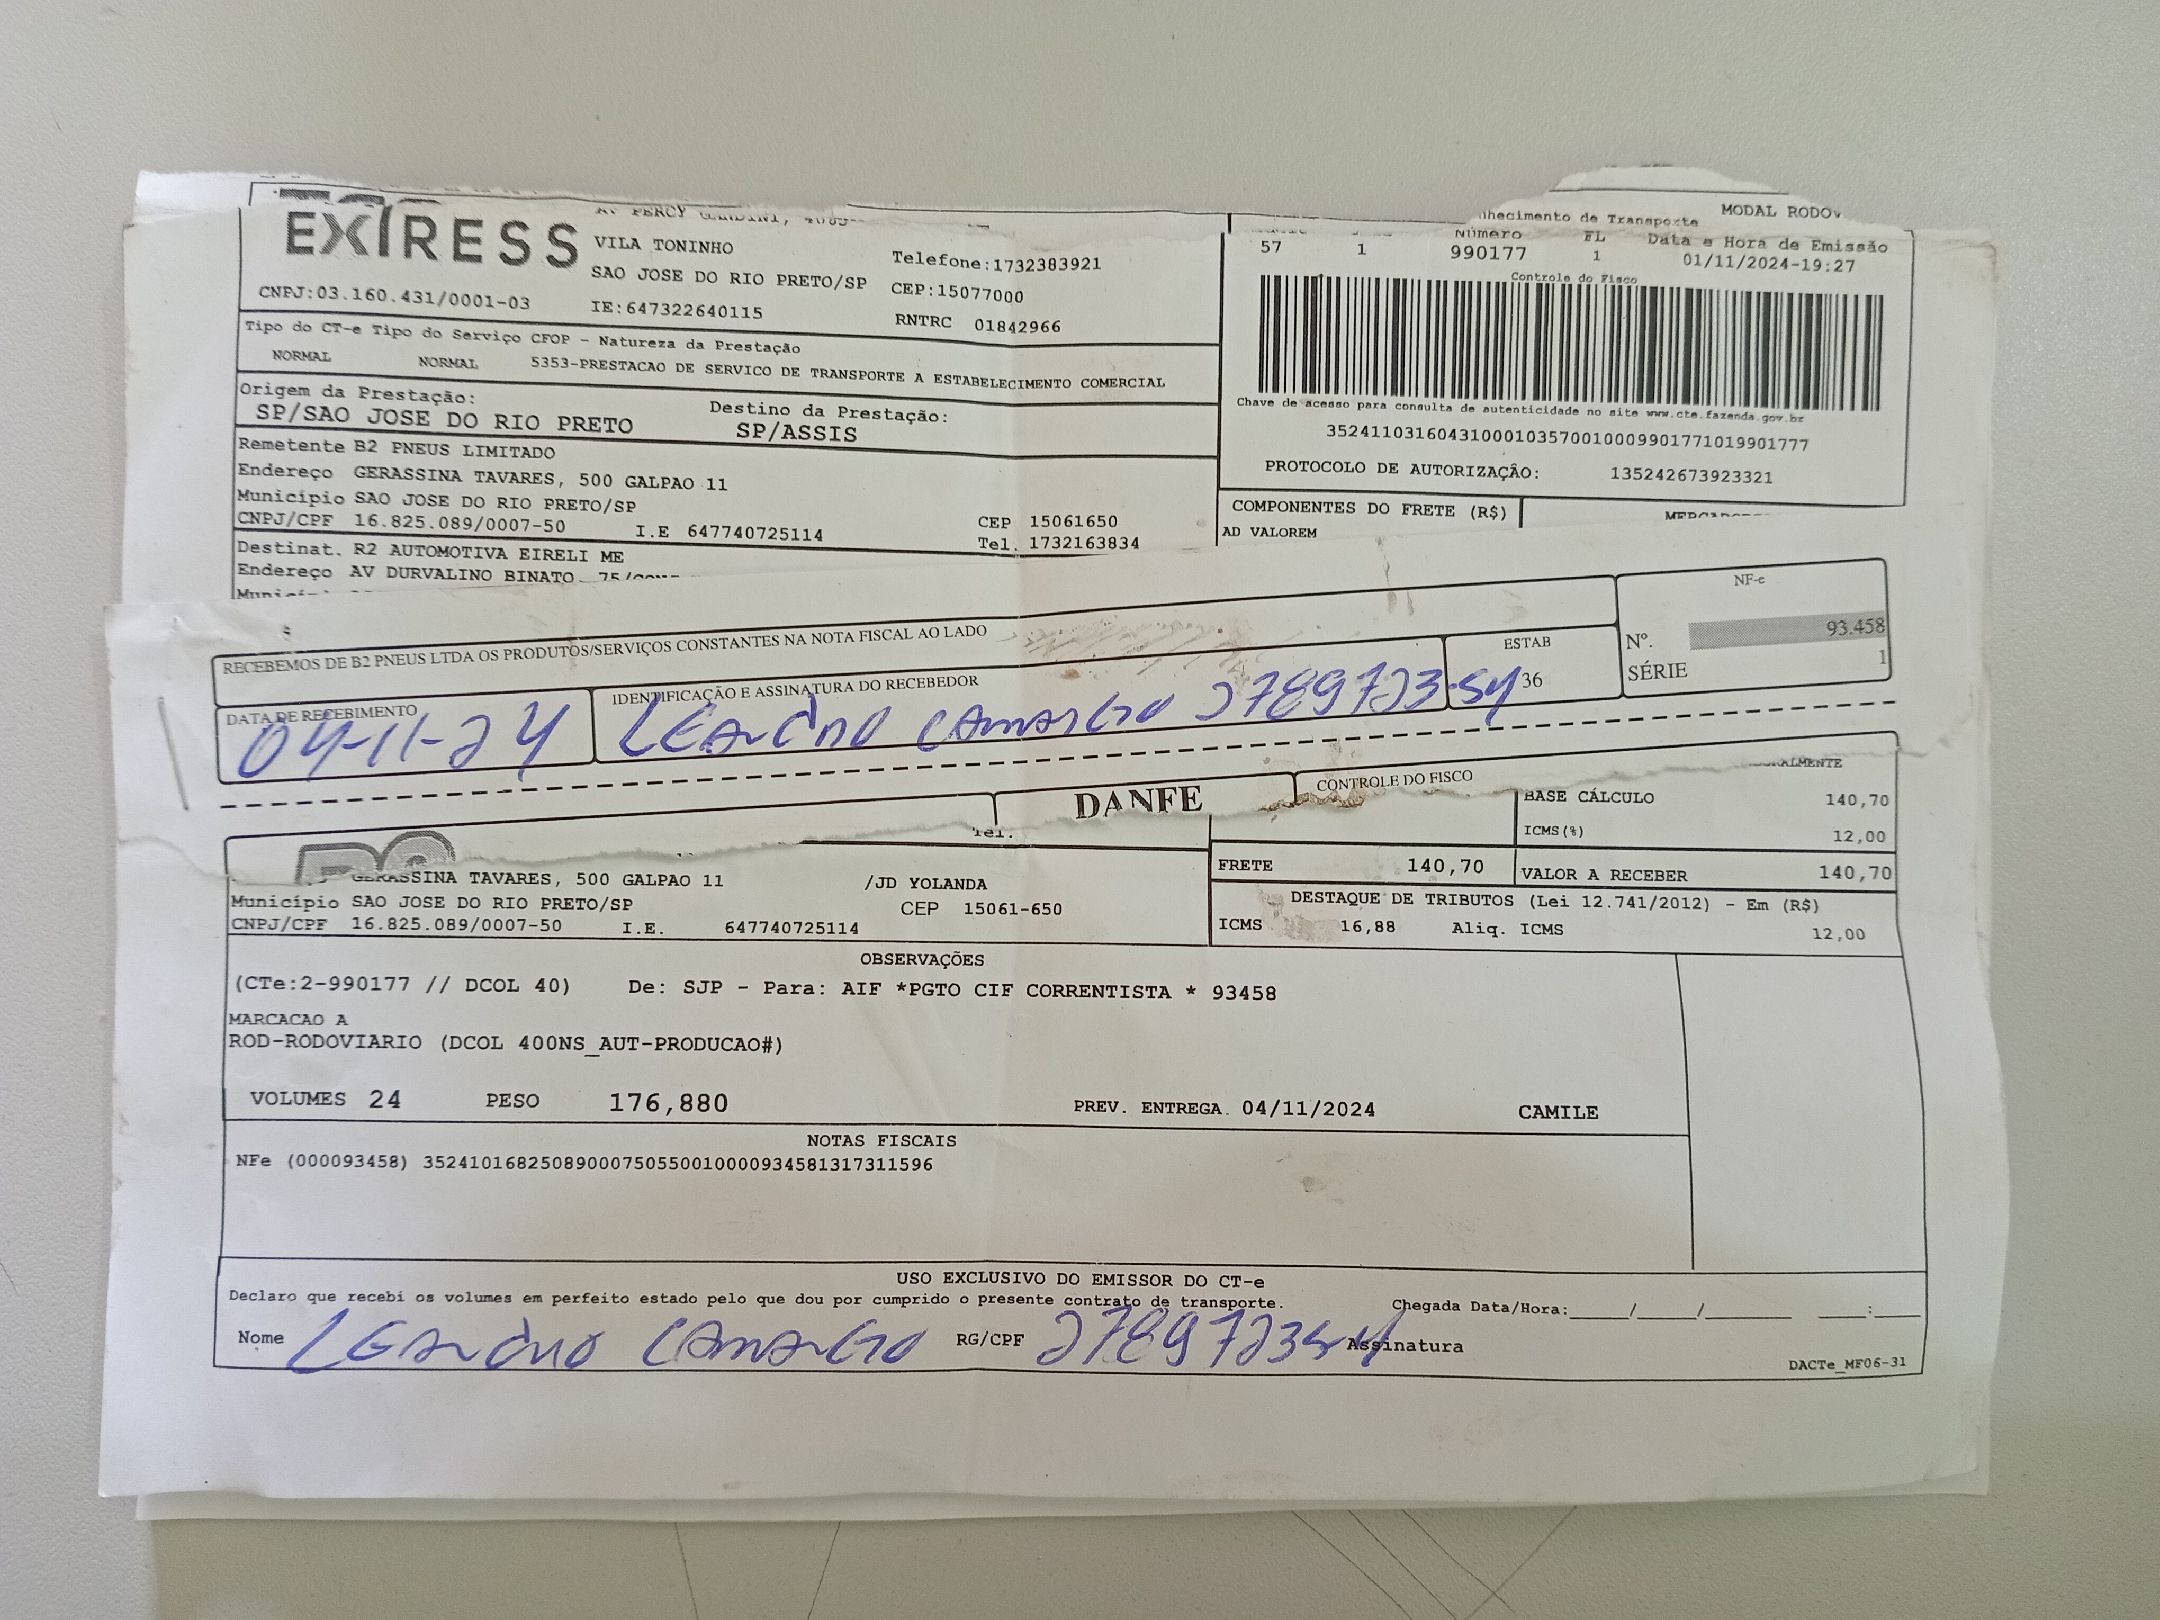 EXPRESS
VILA TONINHO
SAO JOSE DO RIO PRETO/SP
Telefone:1732383921
CEP:15077000
CNPJ:03.160.431/0001-03
IE:647322640115
RNTRC 01842966
Tipo do CT-e Tipo do Serviço CFOP - Natureza da Prestação
NORMAL NORMAL 5353-PRESTACAO DE SERVICO DE TRANSPORTE A ESTABELECIMENTO COMERCIAL
Origem da Prestação:
SP/SAO JOSE DO RIO PRETO
Destino da Prestação:
SP/ASSIS
Remetente B2 PNEUS LIMITADO
Endereço GERASSINA TAVARES, 500 GALPAO 11
Município SAO JOSE DO RIO PRETO/SP
CNPJ/CPF 16.825.089/0007-50 I.E 647740725114
CEP 15061650
Tel. 1732163834
Destinat. R2 AUTOMOTIVA EIRELI ME
Endereço AV DURVALINO BINATO
de Transporte
MODAL
Número FL Data e Hora de Emissão
57 1 990177 1 01/11/2024-19:27
Controle do Fisco
Chave de acesso para consulta de autenticidade no site www.cte.fazenda.gov.br
35241103160431000103570010009901771019901777
PROTOCOLO DE AUTORIZAÇÃO: 135242673923321
COMPONENTES DO FRETE (R$)
AD VALOREM
RECEBEMOS DE B2 PNEUS LTDA OS PRODUTOS/SERVIÇOS CONSTANTES NA NOTA FISCAL AO LADO
DATA DE RECEBIMENTO
04-11-24
IDENTIFICAÇÃO E ASSINATURA DO RECEBEDOR
Leandro Camargo 2789723-54
ESTAB
36
NF-e
Nº. 93.458
SÉRIE 1
DANFE
CONTROLE DO FISCO
BASE CÁLCULO 140,70
ICMS(%) 12,00
Tel.
FRETE 140,70
VALOR A RECEBER 140,70
GERASSINA TAVARES, 500 GALPAO 11 /JD YOLANDA
Município SAO JOSE DO RIO PRETO/SP CEP 15061-650
CNPJ/CPF 16.825.089/0007-50 I.E. 647740725114
DESTAQUE DE TRIBUTOS (Lei 12.741/2012) - Em (R$)
ICMS 16,88 Aliq. ICMS 12,00
OBSERVAÇÕES
(CTe:2-990177 // DCOL 40) De: SJP - Para: AIF *PGTO CIF CORRENTISTA * 93458
MARCACAO A
ROD-RODOVIARIO (DCOL 400NS_AUT-PRODUCAO#)
VOLUMES 24 PESO 176,880 PREV. ENTREGA. 04/11/2024 CAMILE
NOTAS FISCAIS
NFe (000093458) 35241016825089000750550010000934581317311596
USO EXCLUSIVO DO EMISSOR DO CT-e
Declaro que recebi os volumes em perfeito estado pelo que dou por cumprido o presente contrato de transporte.
Chegada Data/Hora:____/____/______ ___:___
Nome Leandro Camargo RG/CPF 278972354 Assinatura
DACTe_MF06-31